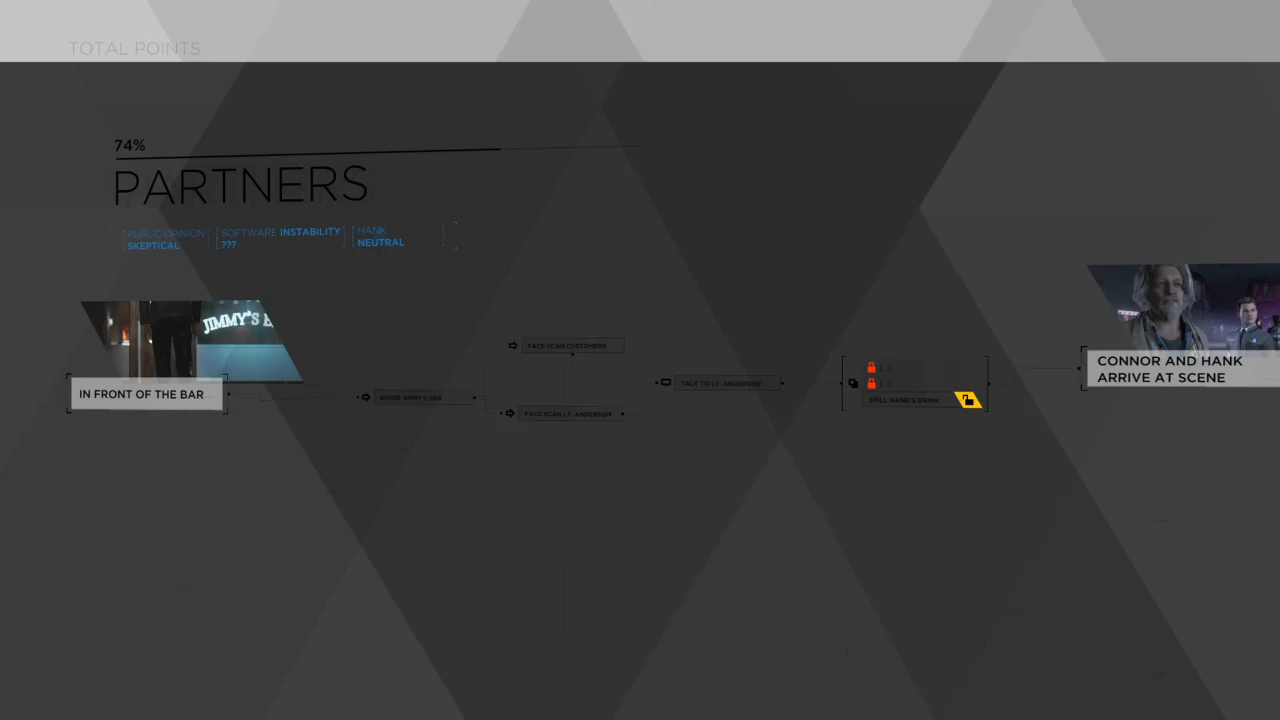 TOTAL POINTS
74%
PARTNERS
PUBLIC OPINION
SKEPTICAL
SOFTWARE INSTABILITY
???
HANK
NEUTRAL
JIMMY'S B
IN FRONT OF THE BAR
ENTER JIMMY'S BAR
FACE SCAN CUSTOMERS
FACE SCAN LT. ANDERSON
TALK TO LT. ANDERSON
[...]
[...]
SPILL HANK'S DRINK
CONNOR AND HANK
ARRIVE AT SCENE